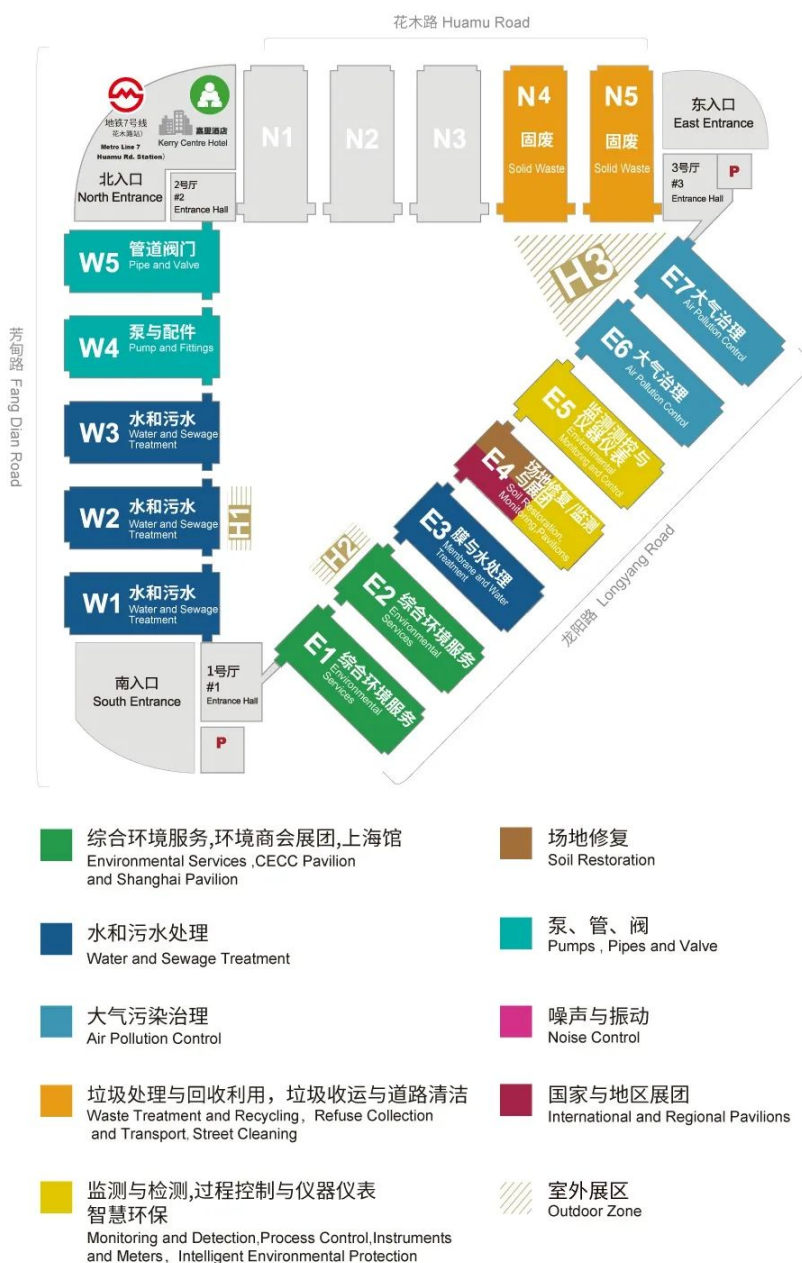 花木路 Huamu Road
地铁7号线
花木路站)
Metro Line 7
Huamu Rd. Station)
嘉里酒店
Kerry Centre Hotel
北入口
North Entrance
2号厅
#2
Entrance Hall
N1
N2
N3
N4
固废
Solid Waste
N5
固废
Solid Waste
东入口
East Entrance
3号厅
#3
Entrance Hall
P
芳甸路 Fang Dian Road
W5
管道阀门
Pipe and Valve
W4
泵与配件
Pump and Fittings
W3
水和污水
Water and Sewage
Treatment
W2
水和污水
Water and Sewage
Treatment
W1
水和污水
Water and Sewage
Treatment
H1
H2
H3
E7
大气治理
Air Pollution Control
E6
大气治理
Air Pollution Control
E5
监测测控与
仪器仪表
Environmental
Monitoring and Control
E4
场地修复/监测
与展团
Soil Restoration,
Monitoring, Pavilions
E3
膜与水处理
Membrane and Water
Treatment
E2
综合环境服务
Environmental
Services
E1
综合环境服务
Environmental
Services
龙阳路 Longyang Road
南入口
South Entrance
1号厅
#1
Entrance Hall
P
综合环境服务,环境商会展团,上海馆
Environmental Services ,CECC Pavilion
and Shanghai Pavilion
场地修复
Soil Restoration
水和污水处理
Water and Sewage Treatment
泵、管、阀
Pumps , Pipes and Valve
大气污染治理
Air Pollution Control
噪声与振动
Noise Control
垃圾处理与回收利用，垃圾收运与道路清洁
Waste Treatment and Recycling, Refuse Collection
and Transport, Street Cleaning
国家与地区展团
International and Regional Pavilions
监测与检测,过程控制与仪器仪表
智慧环保
Monitoring and Detection,Process Control,Instruments
and Meters, Intelligent Environmental Protection
室外展区
Outdoor Zone